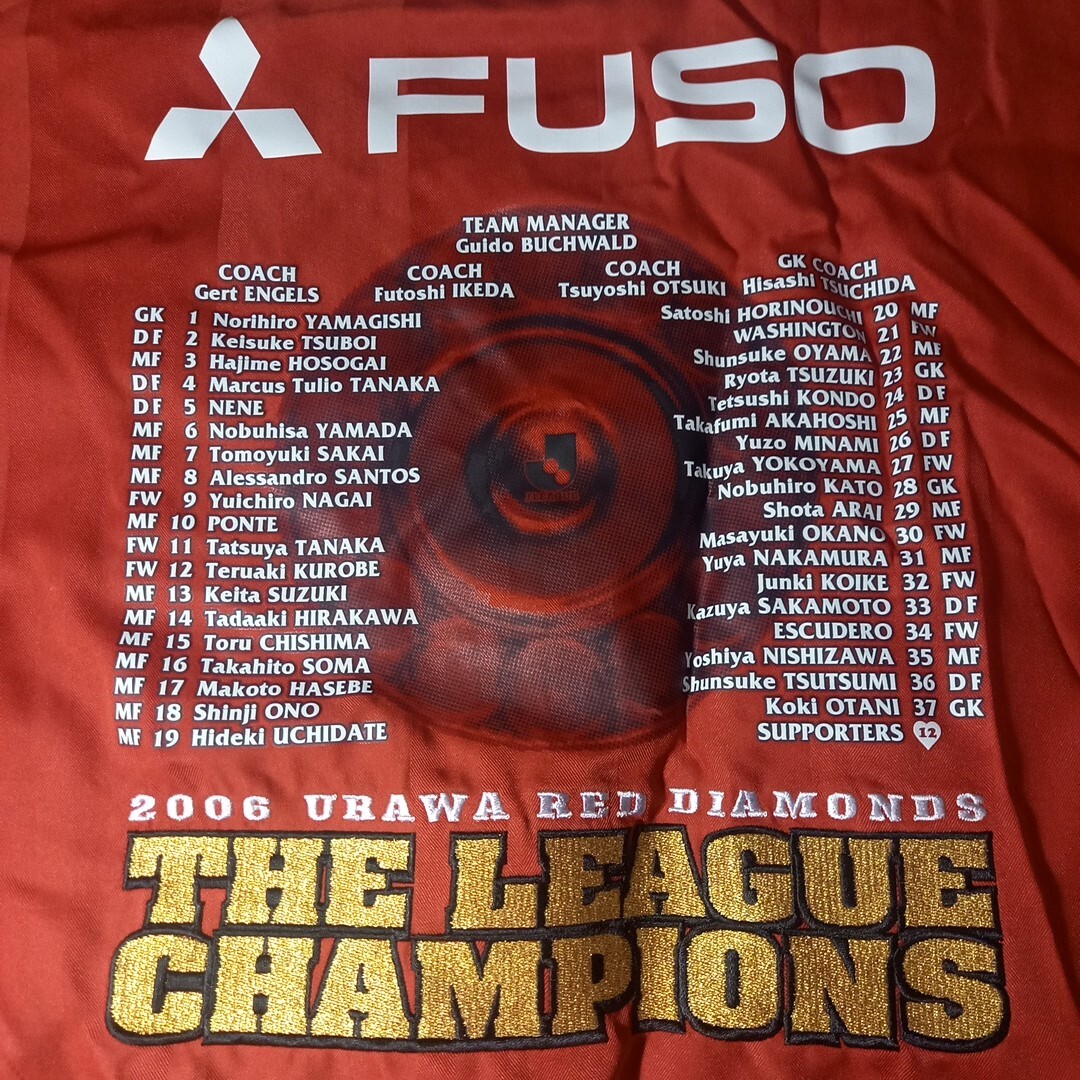 FUSO
TEAM MANAGER
Guido BUCHWALD
COACH
Gert ENGELS
COACH
Futoshi IKEDA
COACH
Tsuyoshi OTSUKI
GK COACH
Hisashi TSUCHIDA
GK 1 Norihiro YAMAGISHI
DF 2 Keisuke TSUBOI
MF 3 Hajime HOSOGAI
DF 4 Marcus Tulio TANAKA
DF 5 NENE
MF 6 Nobuhisa YAMADA
MF 7 Tomoyuki SAKAI
MF 8 Alessandro SANTOS
FW 9 Yuichiro NAGAI
MF 10 PONTE
FW 11 Tatsuya TANAKA
FW 12 Teruaki KUROBE
MF 13 Keita SUZUKI
MF 14 Tadaaki HIRAKAWA
MF 15 Toru CHISHIMA
MF 16 Takahito SOMA
MF 17 Makoto HASEBE
MF 18 Shinji ONO
MF 19 Hideki UCHIDATE
Satoshi HORINOUCHI 20 MF
WASHINGTON 21 FW
Shunsuke OYAMA 22 MF
Ryota TSUZUKI 23 GK
Tetsushi KONDO 24 DF
Takafumi AKAHOSHI 25 MF
Yuzo MINAMI 26 DF
Takuya YOKOYAMA 27 FW
Nobuhiro KATO 28 GK
Shota ARAI 29 MF
Masayuki OKANO 30 FW
Yuya NAKAMURA 31 MF
Junki KOIKE 32 FW
Kazuya SAKAMOTO 33 DF
ESCUDERO 34 FW
Yoshiya NISHIZAWA 35 MF
Shunsuke TSUTSUMI 36 DF
Koki OTANI 37 GK
SUPPORTERS 12
J.LEAGUE
2006 URAWA RED DIAMONDS
THE LEAGUE
CHAMPIONS